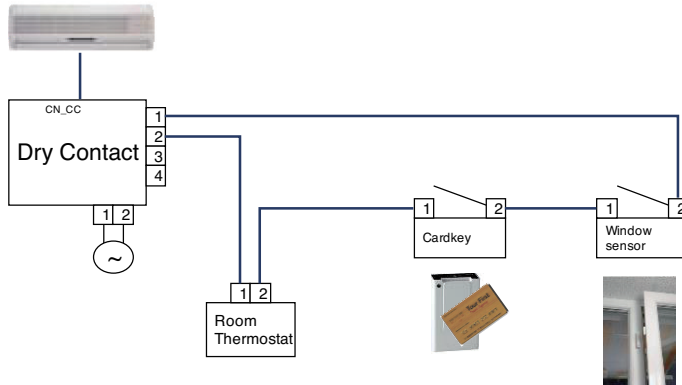 CN_CC
Dry Contact
1
2
3
4
1 2
~
1 2
Room
Thermostat
1 2
Cardkey
1 2
Window
sensor